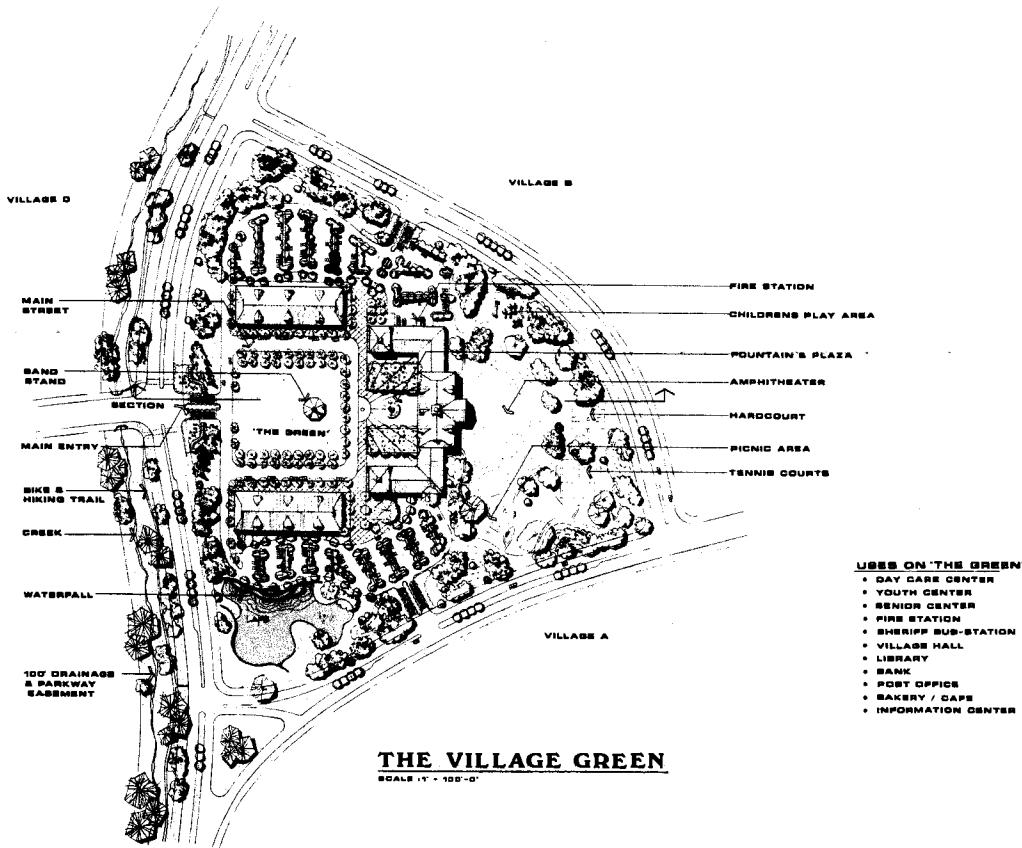 VILLAGE B
VILLAGE D
FIRE STATION
MAIN
STREET
CHILDRENS PLAY AREA
FOUNTAIN'S PLAZA
BAND
STAND
AMPHITHEATER
SECTION
HARDCOURT
'THE GREEN'
MAIN ENTRY
PICNIC AREA
TENNIS COURTS
BIKE &
HIKING TRAIL
CREEK
WATERFALL
LAKE
VILLAGE A
100' DRAINAGE
& PARKWAY
EASEMENT
USES ON 'THE GREEN'
• DAY CARE CENTER
• YOUTH CENTER
• SENIOR CENTER
• FIRE STATION
• SHERIFF SUB-STATION
• VILLAGE HALL
• LIBRARY
• BANK
• POST OFFICE
• BAKERY / CAFE
• INFORMATION CENTER
THE VILLAGE GREEN
SCALE : 1" = 100'-0"